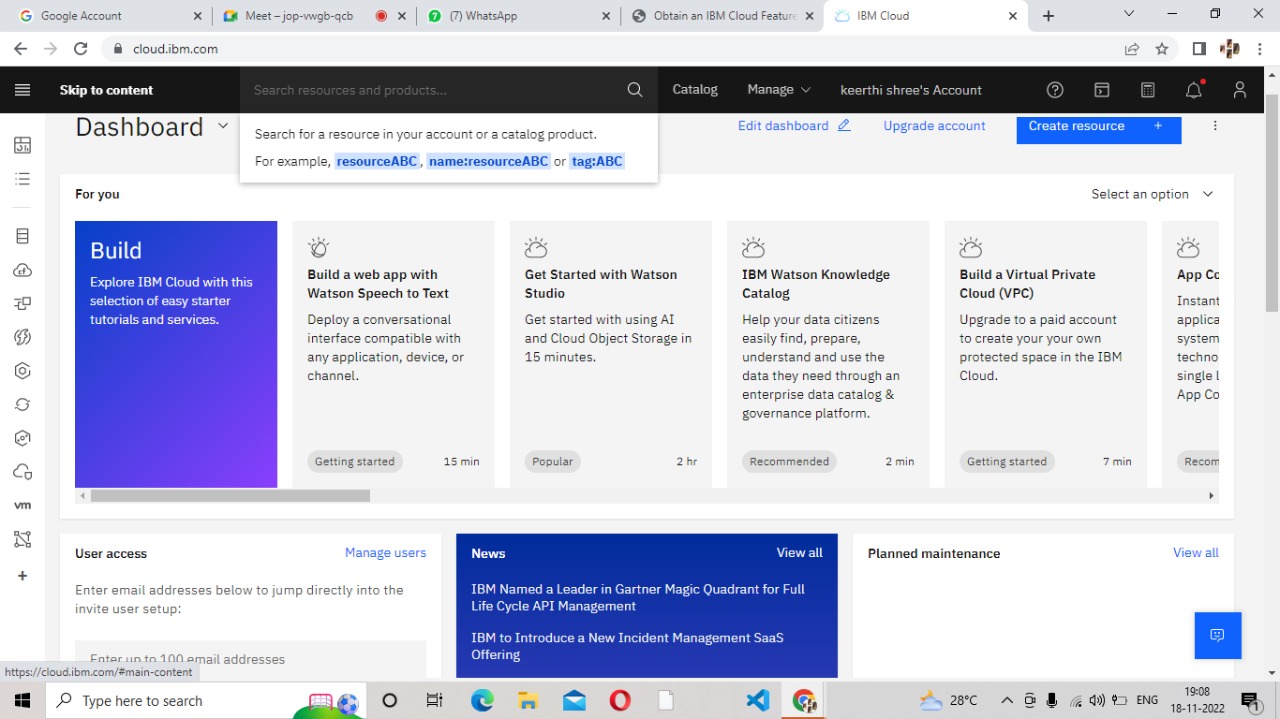 Google Account
Meet – jop-vwgb-qcb
(7) WhatsApp
Obtain an IBM Cloud Feature
IBM Cloud
cloud.ibm.com
Skip to content
Search resources and products...
Catalog
Manage
keerthi shree's Account
Dashboard
Search for a resource in your account or a catalog product.
For example, resourceABC, name:resourceABC or tag:ABC
Edit dashboard
Upgrade account
Create resource +
For you
Select an option
Build
Explore IBM Cloud with this
selection of easy starter
tutorials and services.
Build a web app with
Watson Speech to Text
Deploy a conversational
interface compatible with
any application, device, or
channel.
Getting started
15 min
Get Started with Watson
Studio
Get started with using AI
and Cloud Object Storage in
15 minutes.
Popular
2 hr
IBM Watson Knowledge
Catalog
Help your data citizens
easily find, prepare,
understand and use the
data they need through an
enterprise data catalog &
governance platform.
Recommended
2 min
Build a Virtual Private
Cloud (VPC)
Upgrade to a paid account
to create your your own
protected space in the IBM
Cloud.
Getting started
7 min
App Co
Instant
applica
system
techno
single l
App Co
Recom
vm
User access
Manage users
Enter email addresses below to jump directly into the
invite user setup:
Enter up to 100 email addresses
News
View all
IBM Named a Leader in Gartner Magic Quadrant for Full
Life Cycle API Management
IBM to Introduce a New Incident Management SaaS
Offering
Planned maintenance
View all
https://cloud.ibm.com/#main-content
Type here to search
28°C
ENG
19:08
18-11-2022
1